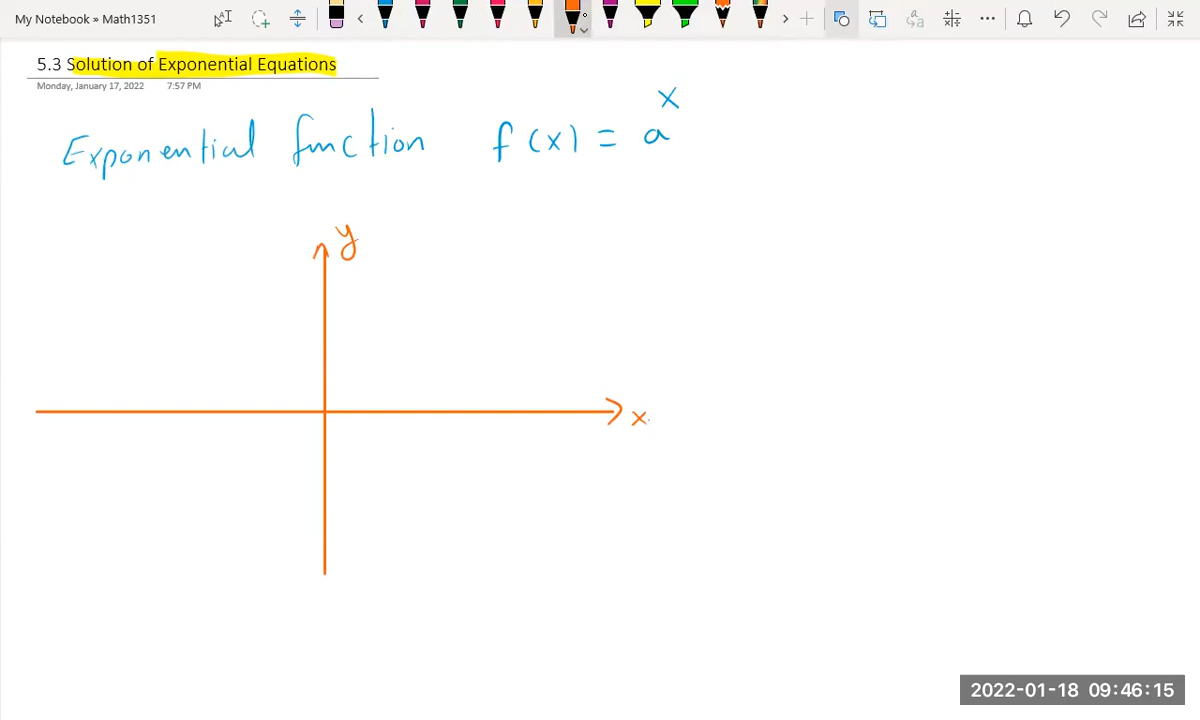 My Notebook » Math1351
5.3 Solution of Exponential Equations
Monday, January 17, 2022 7:57 PM
Exponential function f(x) = a^x
y
x
2022-01-18 09:46:15